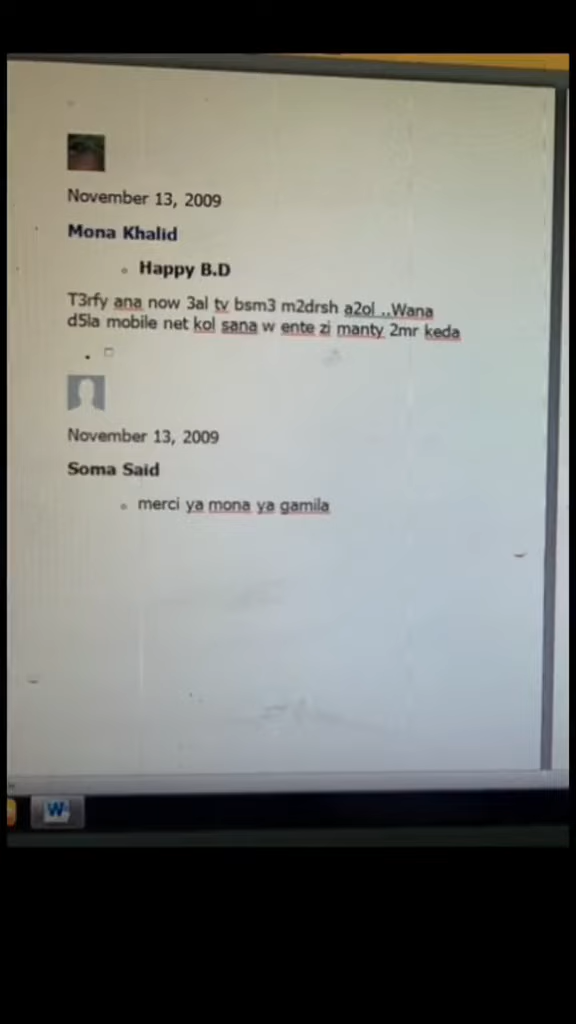 November 13, 2009
Mona Khalid
Happy B.D
T3rfy ana now 3al tv bsm3 m2drsh a2ol ..Wana
d5la mobile net kol sana w ente zi manty 2mr keda
November 13, 2009
Soma Said
merci ya mona ya gamila
W